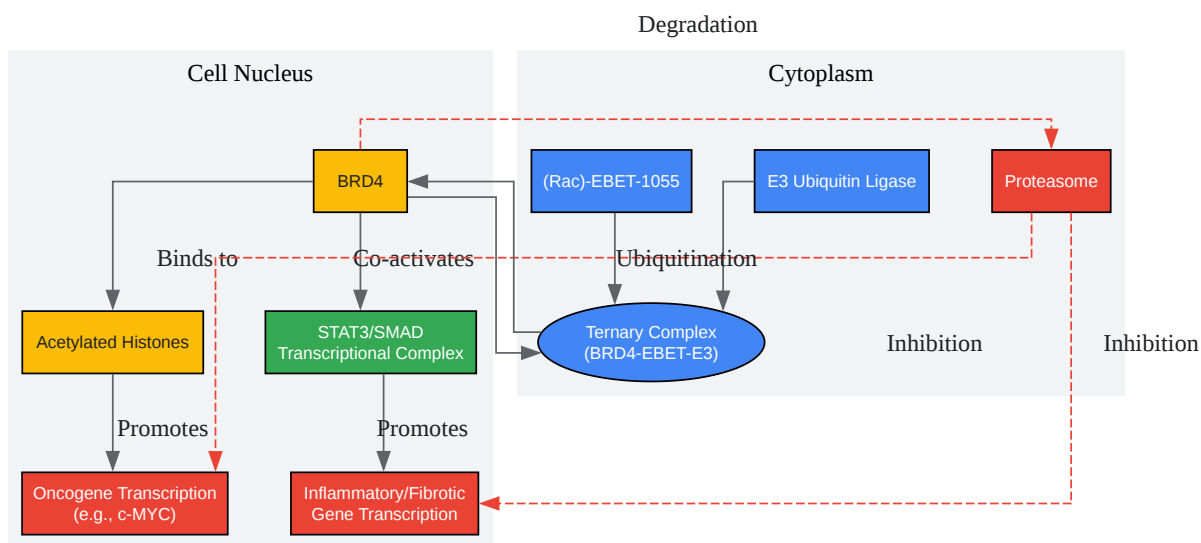 Degradation
Cell Nucleus
Cytoplasm
BRD4
(Rac)-EBET-1055
E3 Ubiquitin Ligase
Proteasome
Binds to
Co-activates
Ubiquitination
Acetylated Histones
STAT3/SMAD
Transcriptional Complex
Ternary Complex
(BRD4-EBET-E3)
Inhibition
Inhibition
Promotes
Promotes
Oncogene Transcription
(e.g., c-MYC)
Inflammatory/Fibrotic
Gene Transcription